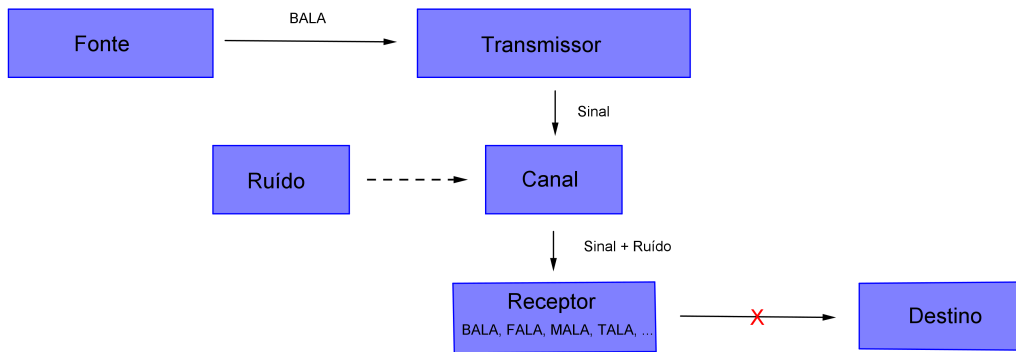 BALA
Fonte
Transmissor
Sinal
Ruído
Canal
Sinal + Ruído
Receptor
BALA, FALA, MALA, TALA, ...
X
Destino